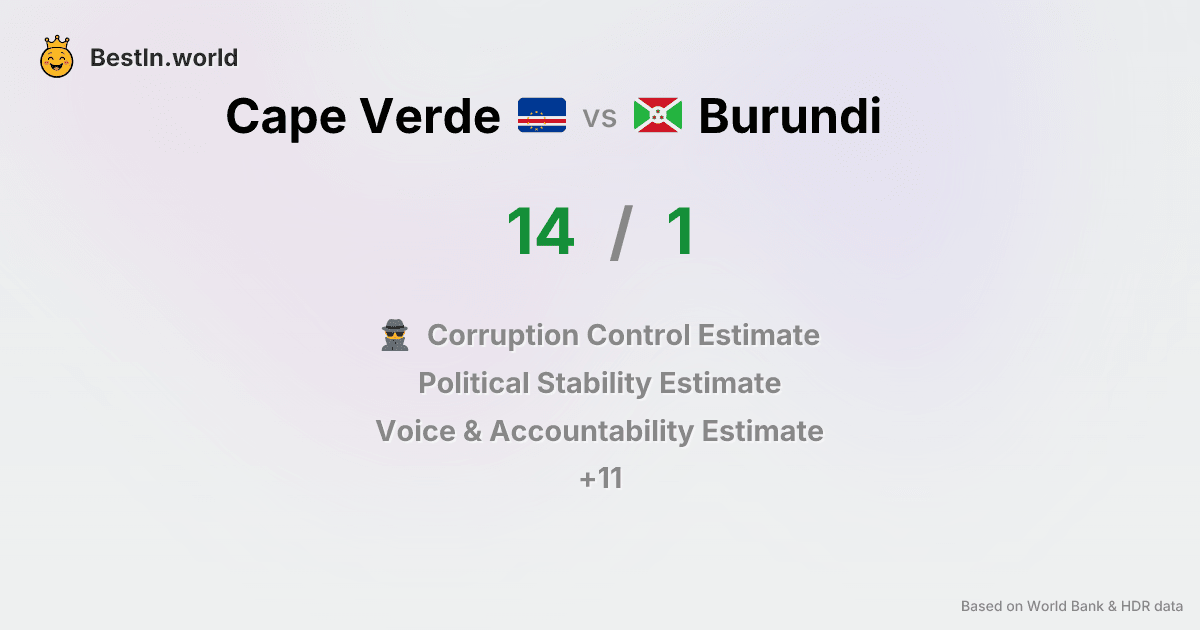 BestIn.world
Cape Verde vs Burundi
14 / 1
Corruption Control Estimate
Political Stability Estimate
Voice & Accountability Estimate
+11
Based on World Bank & HDR data